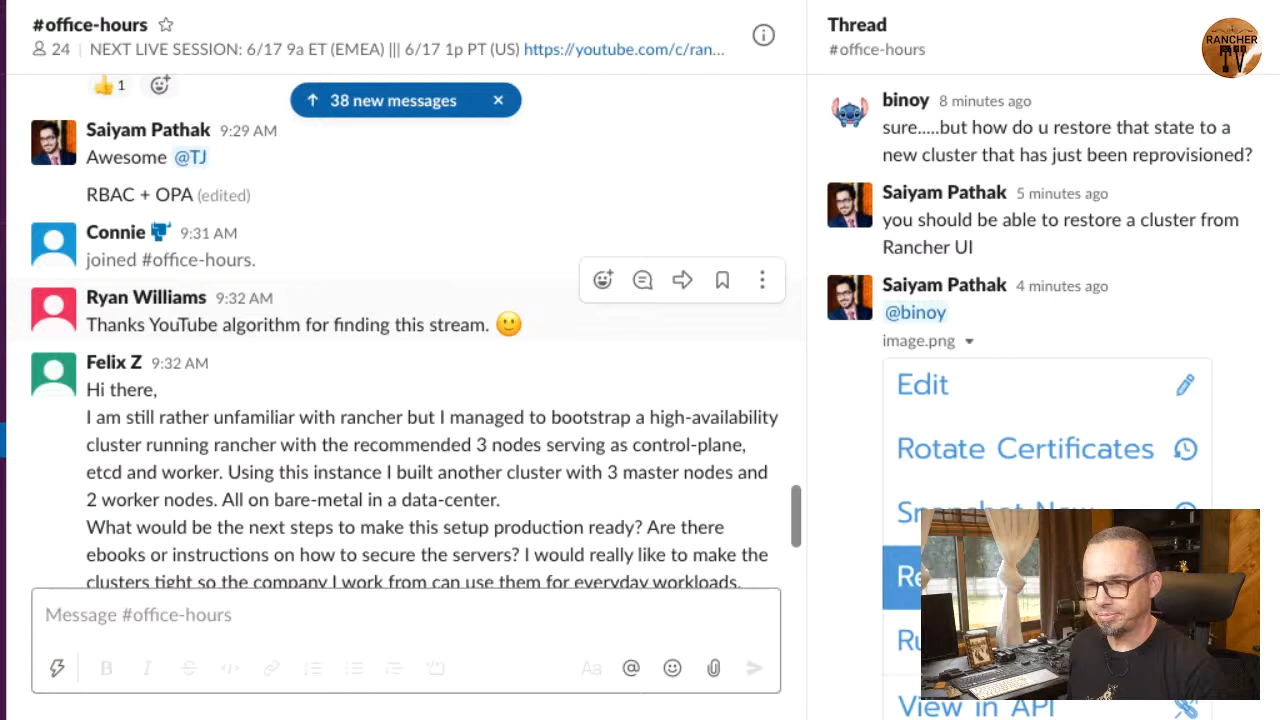 #office-hours
24 | NEXT LIVE SESSION: 6/17 9a ET (EMEA) ||| 6/17 1p PT (US) https://youtube.com/c/ran...
1
38 new messages
Saiyam Pathak 9:29 AM
Awesome @TJ
RBAC + OPA (edited)
Connie 9:31 AM
joined #office-hours.
Ryan Williams 9:32 AM
Thanks YouTube algorithm for finding this stream.
Felix Z 9:32 AM
Hi there,
I am still rather unfamiliar with rancher but I managed to bootstrap a high-availability
cluster running rancher with the recommended 3 nodes serving as control-plane,
etcd and worker. Using this instance I built another cluster with 3 master nodes and
2 worker nodes. All on bare-metal in a data-center.
What would be the next steps to make this setup production ready? Are there
ebooks or instructions on how to secure the servers? I would really like to make the
clusters tight so the company I work from can use them for everyday workloads.
Message #office-hours
B I S Aa @
Thread
#office-hours
RANCHER
TV
binoy 8 minutes ago
sure.....but how do u restore that state to a
new cluster that has just been reprovisioned?
Saiyam Pathak 5 minutes ago
you should be able to restore a cluster from
Rancher UI
Saiyam Pathak 4 minutes ago
@binoy
image.png
Edit
Rotate Certificates
Snapshot Now
Re
Ru
View in API